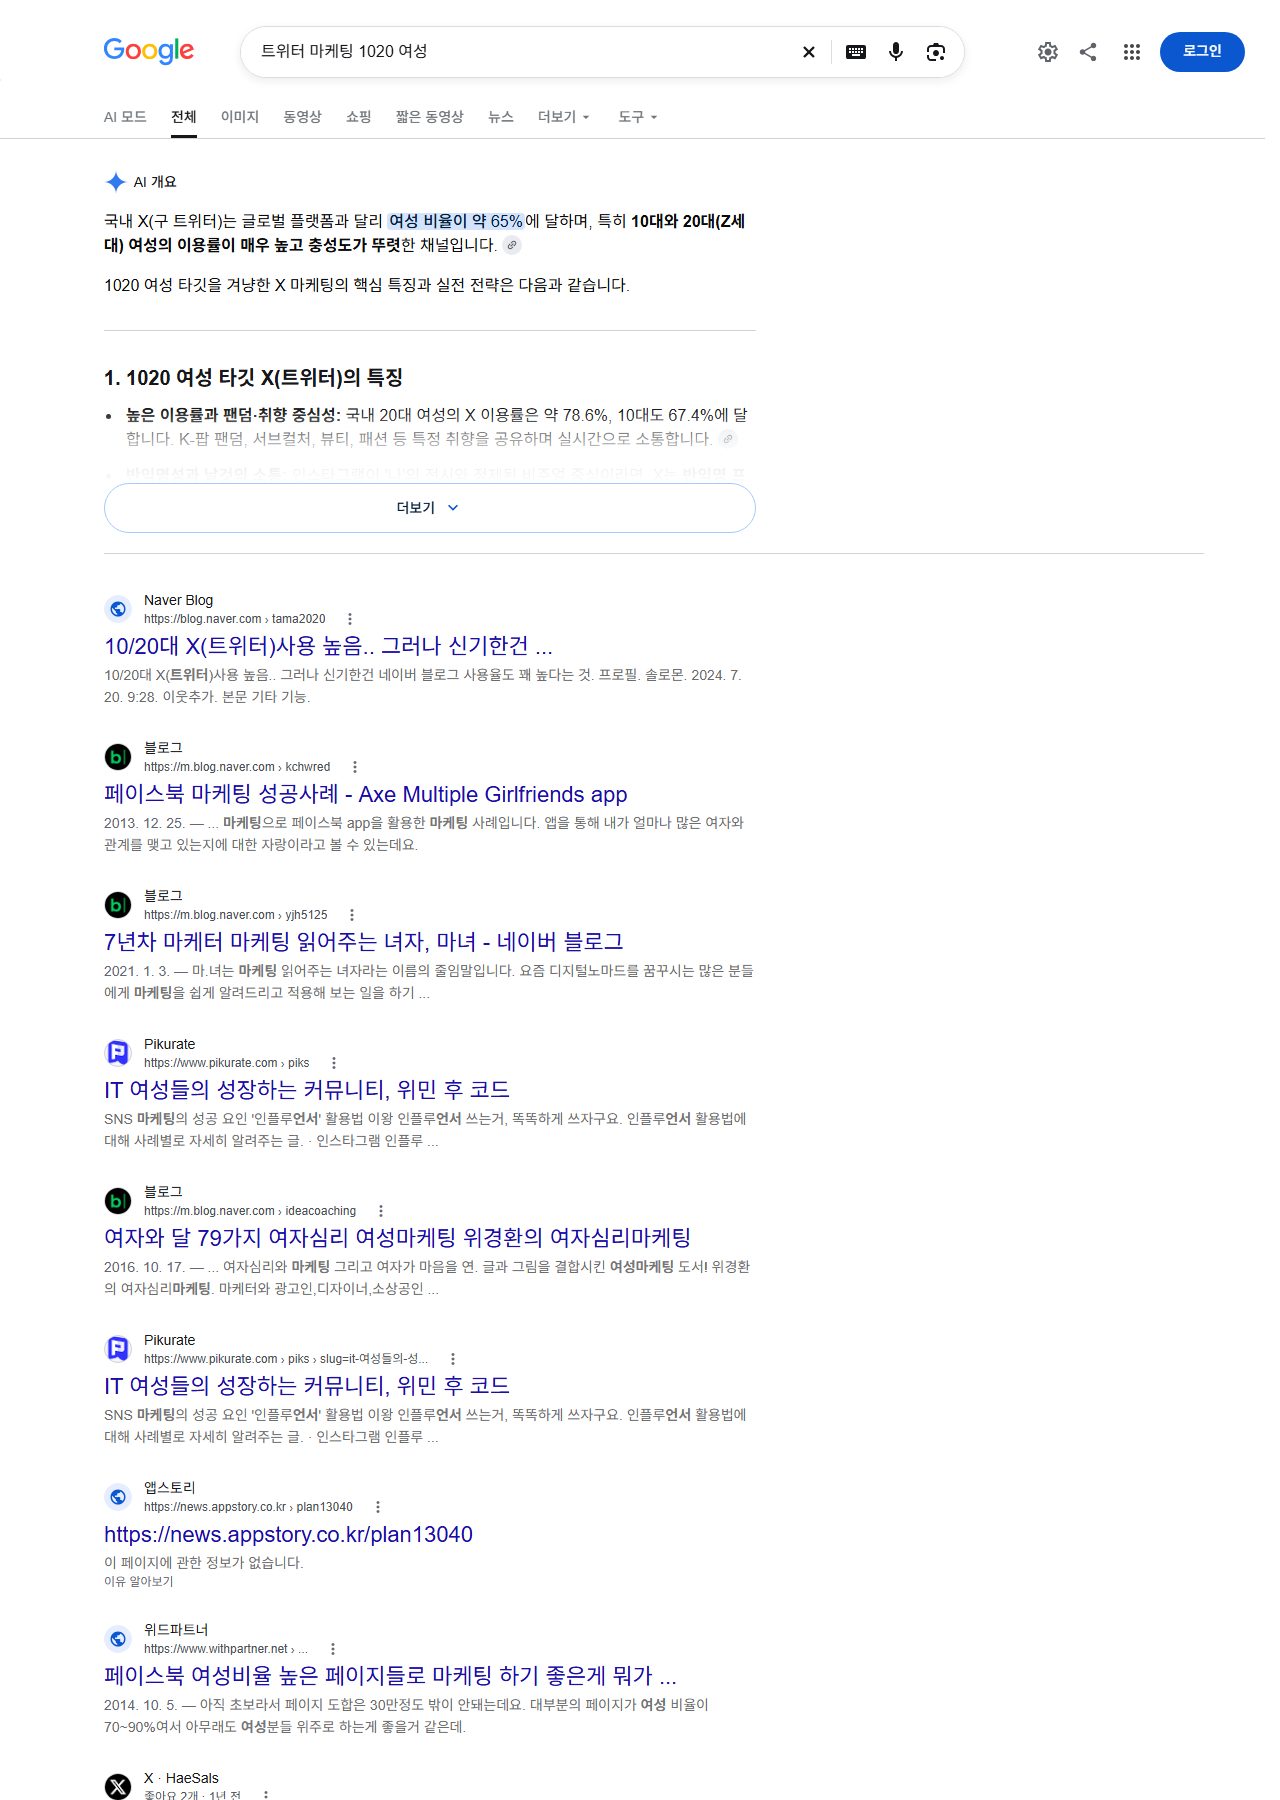 Google
트위터 마케팅 1020 여성
로그인
AI 모드
전체
이미지
동영상
쇼핑
짧은 동영상
뉴스
더보기
도구
AI 개요
국내 X(구 트위터)는 글로벌 플랫폼과 달리 여성 비율이 약 65%에 달하며, 특히 10대와 20대(Z세
대) 여성의 이용률이 매우 높고 충성도가 뚜렷한 채널입니다.
1020 여성 타깃을 겨냥한 X 마케팅의 핵심 특징과 실전 전략은 다음과 같습니다.
1. 1020 여성 타깃 X(트위터)의 특징
• 높은 이용률과 팬덤·취향 중심성: 국내 20대 여성의 X 이용률은 약 78.6%, 10대도 67.4%에 달
합니다. K-팝 팬덤, 서브컬처, 뷰티, 패션 등 특정 취향을 공유하며 실시간으로 소통합니다.
더보기
Naver Blog
https://blog.naver.com › tama2020
10/20대 X(트위터)사용 높음.. 그러나 신기한건 ...
10/20대 X(트위터)사용 높음.. 그러나 신기한건 네이버 블로그 사용율도 꽤 높다는 것. 프로필. 솔로몬. 2024. 7.
20. 9:28. 이웃추가. 본문 기타 기능.
블로그
https://m.blog.naver.com › kchwred
페이스북 마케팅 성공사례 - Axe Multiple Girlfriends app
2013. 12. 25. — ... 마케팅으로 페이스북 app을 활용한 마케팅 사례입니다. 앱을 통해 내가 얼마나 많은 여자와
관계를 맺고 있는지에 대한 자랑이라고 볼 수 있는데요.
블로그
https://m.blog.naver.com › yjh5125
7년차 마케터 마케팅 읽어주는 녀자, 마녀 - 네이버 블로그
2021. 1. 3. — 마.녀는 마케팅 읽어주는 녀자라는 이름의 줄임말입니다. 요즘 디지털노마드를 꿈꾸시는 많은 분들
에게 마케팅을 쉽게 알려드리고 적용해 보는 일을 하기 ...
Pikurate
https://www.pikurate.com › piks
IT 여성들의 성장하는 커뮤니티, 위민 후 코드
SNS 마케팅의 성공 요인 '인플루언서' 활용법 이왕 인플루언서 쓰는거, 똑똑하게 쓰자구요. 인플루언서 활용법에
대해 사례별로 자세히 알려주는 글. · 인스타그램 인플루 ...
블로그
https://m.blog.naver.com › ideacoaching
여자와 달 79가지 여자심리 여성마케팅 위경환의 여자심리마케팅
2016. 10. 17. — ... 여자심리와 마케팅 그리고 여자가 마음을 연. 글과 그림을 결합시킨 여성마케팅 도서! 위경환
의 여자심리마케팅. 마케터와 광고인,디자이너,소상공인 ...
Pikurate
https://www.pikurate.com › piks › slug=it-여성들의-성...
IT 여성들의 성장하는 커뮤니티, 위민 후 코드
SNS 마케팅의 성공 요인 '인플루언서' 활용법 이왕 인플루언서 쓰는거, 똑똑하게 쓰자구요. 인플루언서 활용법에
대해 사례별로 자세히 알려주는 글. · 인스타그램 인플루 ...
앱스토리
https://news.appstory.co.kr › plan13040
https://news.appstory.co.kr/plan13040
이 페이지에 관한 정보가 없습니다.
이유 알아보기
위드파트너
https://www.withpartner.net › ...
페이스북 여성비율 높은 페이지들로 마케팅 하기 좋은게 뭐가 ...
2014. 10. 5. — 아직 초보라서 페이지 도합은 30만정도 밖이 안돼는데요. 대부분의 페이지가 여성 비율이
70~90%여서 아무래도 여성분들 위주로 하는게 좋을거 같은데.
X · HaeSals
좋아요 2개 · 1년 전